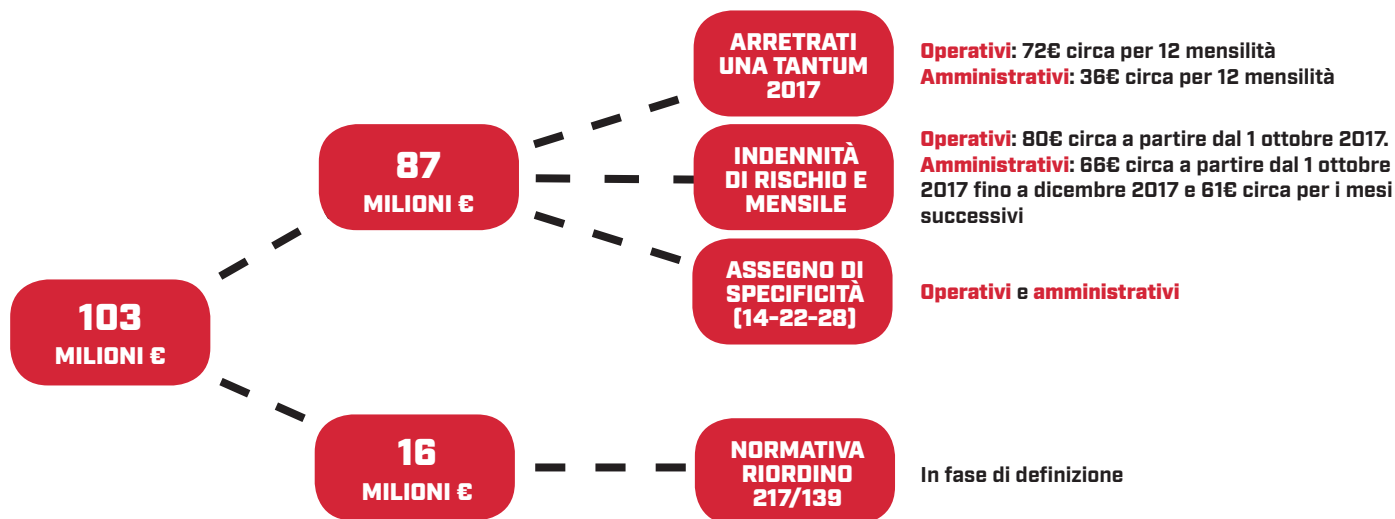 103
MILIONI €
87
MILIONI €
ARRETRATI
UNA TANTUM
2017
Operativi: 72€ circa per 12 mensilità
Amministrativi: 36€ circa per 12 mensilità
INDENNITÀ
DI RISCHIO E
MENSILE
Operativi: 80€ circa a partire dal 1 ottobre 2017.
Amministrativi: 66€ circa a partire dal 1 ottobre
2017 fino a dicembre 2017 e 61€ circa per i mesi
successivi
ASSEGNO DI
SPECIFICITÀ
(14-22-28)
Operativi e amministrativi
16
MILIONI €
NORMATIVA
RIORDINO
217/139
In fase di definizione